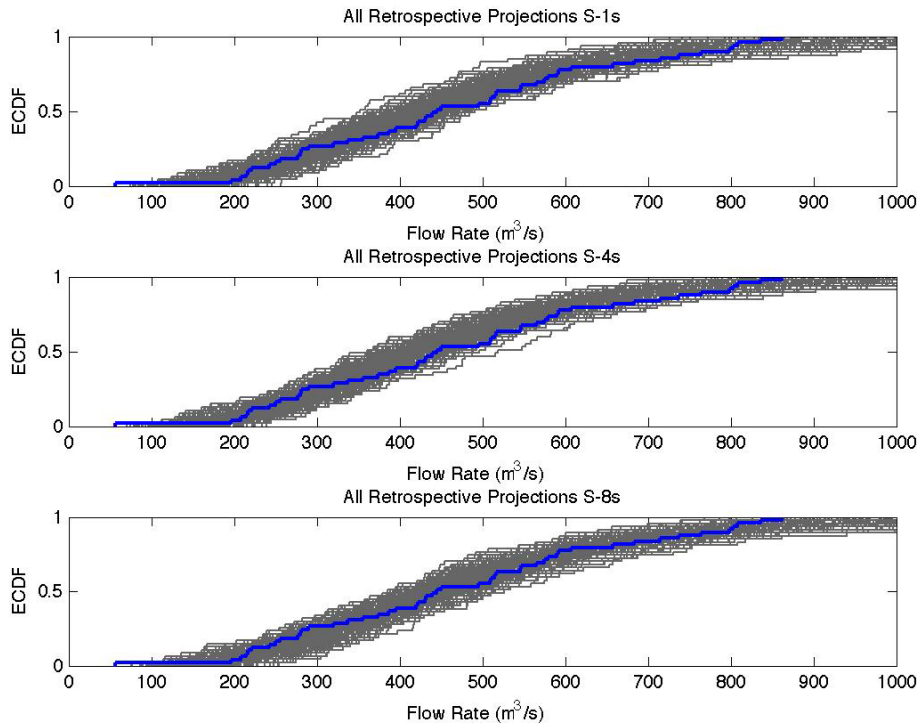 All Retrospective Projections S-1s
1
0.5
0
ECDF
0 100 200 300 400 500 600 700 800 900 1000
Flow Rate (m³/s)
All Retrospective Projections S-4s
1
0.5
0
ECDF
0 100 200 300 400 500 600 700 800 900 1000
Flow Rate (m³/s)
All Retrospective Projections S-8s
1
0.5
0
ECDF
0 100 200 300 400 500 600 700 800 900 1000
Flow Rate (m³/s)